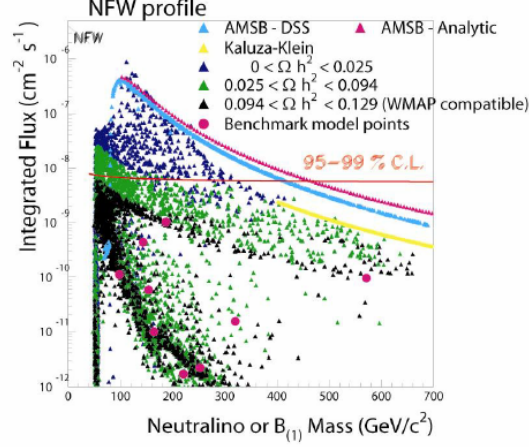 NFW profile
NFW
AMSB - DSS
AMSB - Analytic
Kaluza-Klein
0 < Ω h² < 0.025
0.025 < Ω h² < 0.094
0.094 < Ω h² < 0.129 (WMAP compatible)
Benchmark model points
95-99 % C.L.
Integrated Flux (cm⁻² s⁻¹)
10⁻⁶
10⁻⁷
10⁻⁸
10⁻⁹
10⁻¹⁰
10⁻¹¹
10⁻¹²
0 100 200 300 400 500 600 700
Neutralino or B₍₁₎ Mass (GeV/c²)